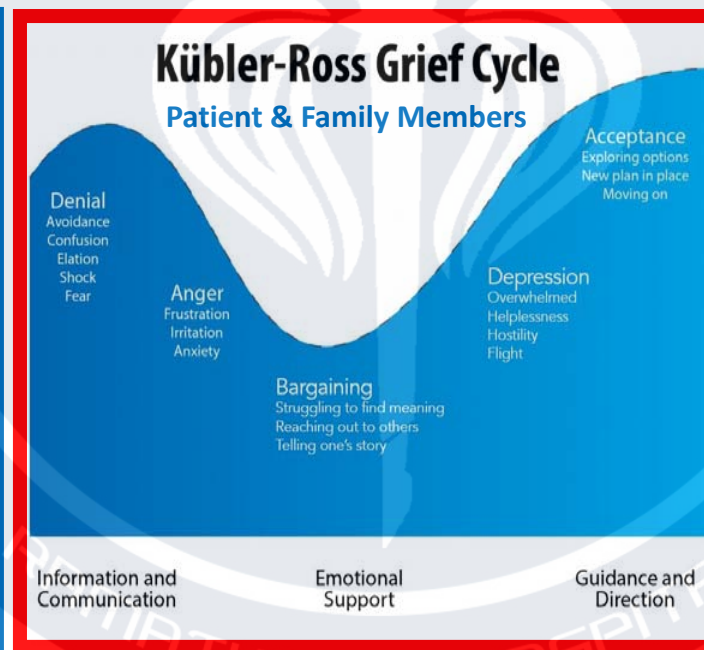 Kübler-Ross Grief Cycle
Patient & Family Members
Denial
Avoidance
Confusion
Elation
Shock
Fear
Anger
Frustration
Irritation
Anxiety
Bargaining
Struggling to find meaning
Reaching out to others
Telling one's story
Depression
Overwhelmed
Helplessness
Hostility
Flight
Acceptance
Exploring options
New plan in place
Moving on
Information and
Communication
Emotional
Support
Guidance and
Direction